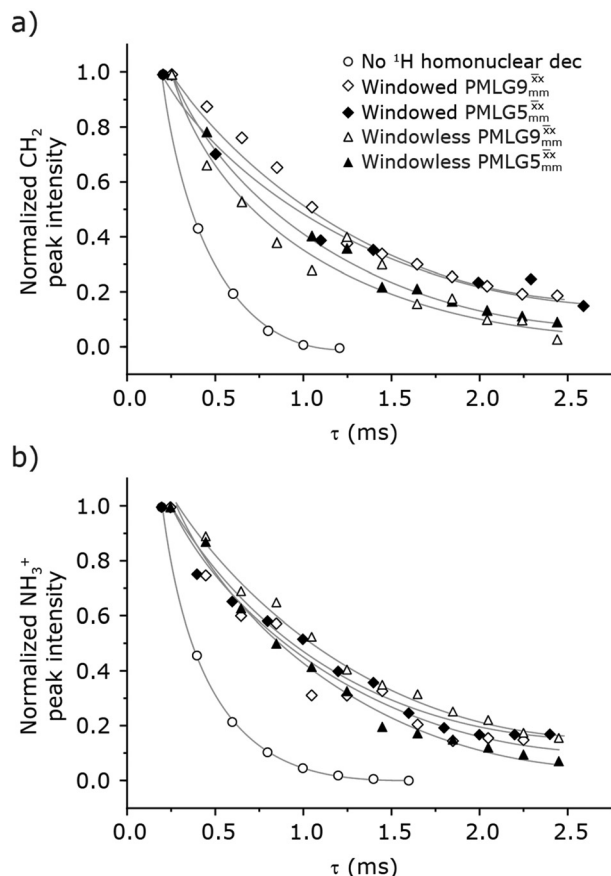 a)
No ¹H homonuclear dec
Windowed PMLG9mm^x̄x
Windowed PMLG5mm^x̄x
Windowless PMLG9mm^x̄x
Windowless PMLG5mm^x̄x
Normalized CH₂
peak intensity
1.0
0.8
0.6
0.4
0.2
0.0
0.0 0.5 1.0 1.5 2.0 2.5
τ (ms)
b)
Normalized NH₃⁺
peak intensity
1.0
0.8
0.6
0.4
0.2
0.0
0.0 0.5 1.0 1.5 2.0 2.5
τ (ms)